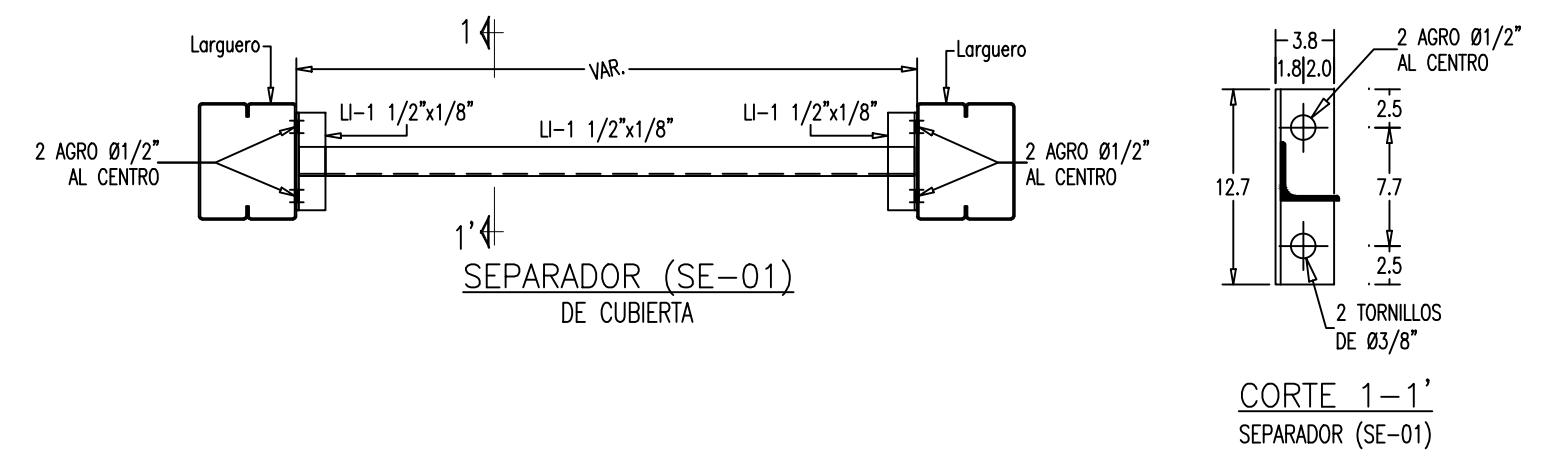 1
Larguero
VAR.
Larguero
LI-1 1/2"x1/8"
LI-1 1/2"x1/8"
LI-1 1/2"x1/8"
2 AGRO Ø1/2"
AL CENTRO
2 AGRO Ø1/2"
AL CENTRO
1'
SEPARADOR (SE-01)
DE CUBIERTA
3.8
1.8
2.0
2 AGRO Ø1/2"
AL CENTRO
2.5
12.7
7.7
2.5
2 TORNILLOS
DE Ø3/8"
CORTE 1-1'
SEPARADOR (SE-01)